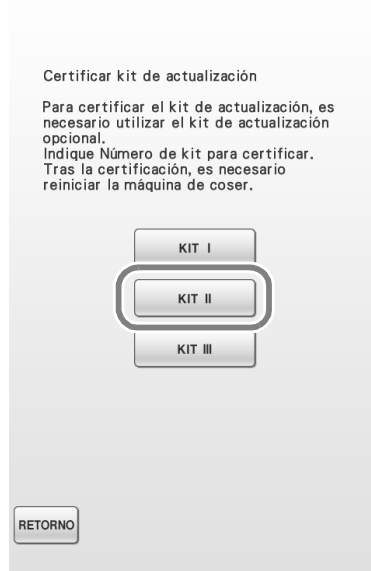 Certificar kit de actualización
Para certificar el kit de actualización, es
necesario utilizar el kit de actualización
opcional.
Indique Número de kit para certificar.
Tras la certificación, es necesario
reiniciar la máquina de coser.
KIT I
KIT II
KIT III
RETORNO